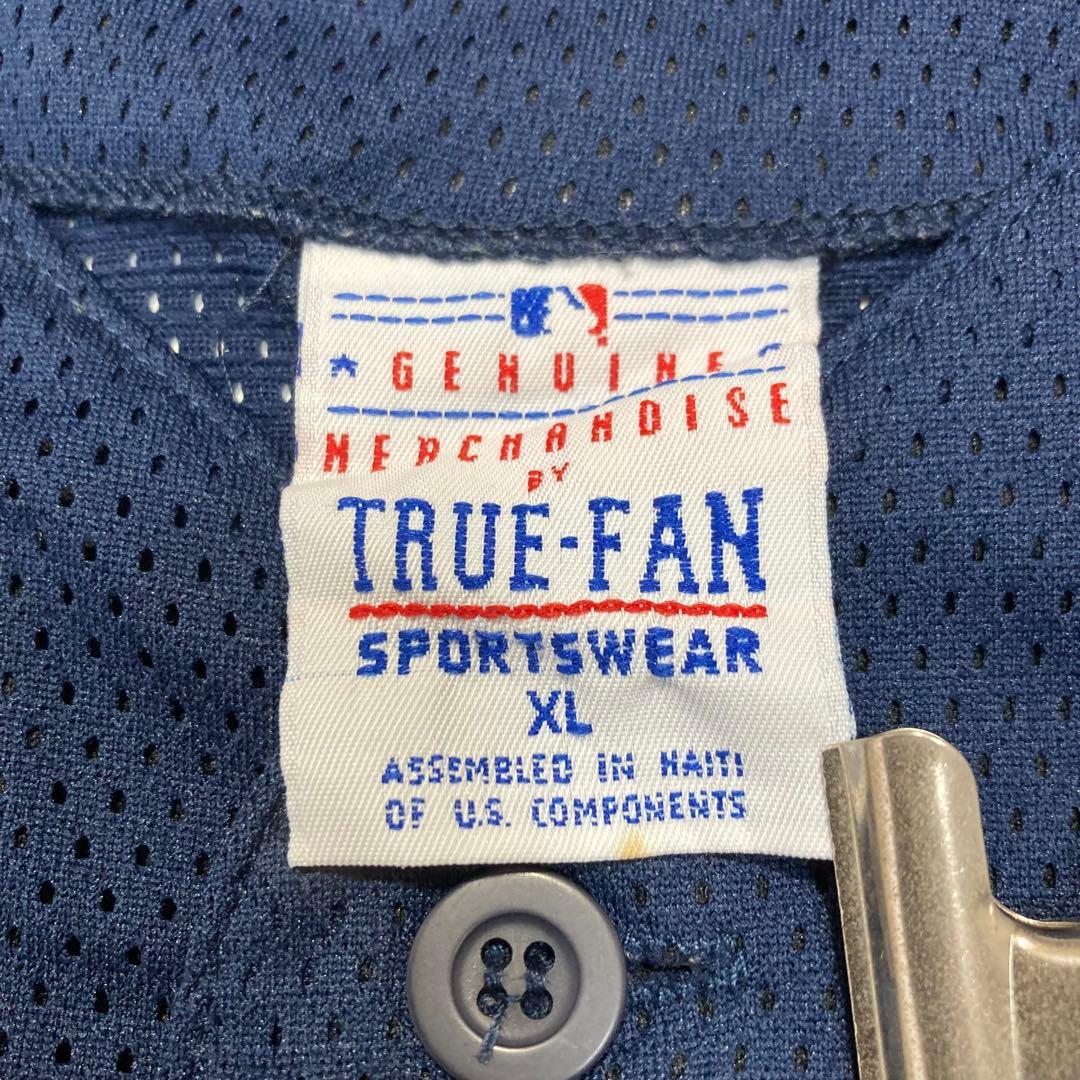 GENUINE
MERCHANDISE
BY
TRUE-FAN
SPORTSWEAR
XL
ASSEMBLED IN HAITI
OF U.S. COMPONENTS